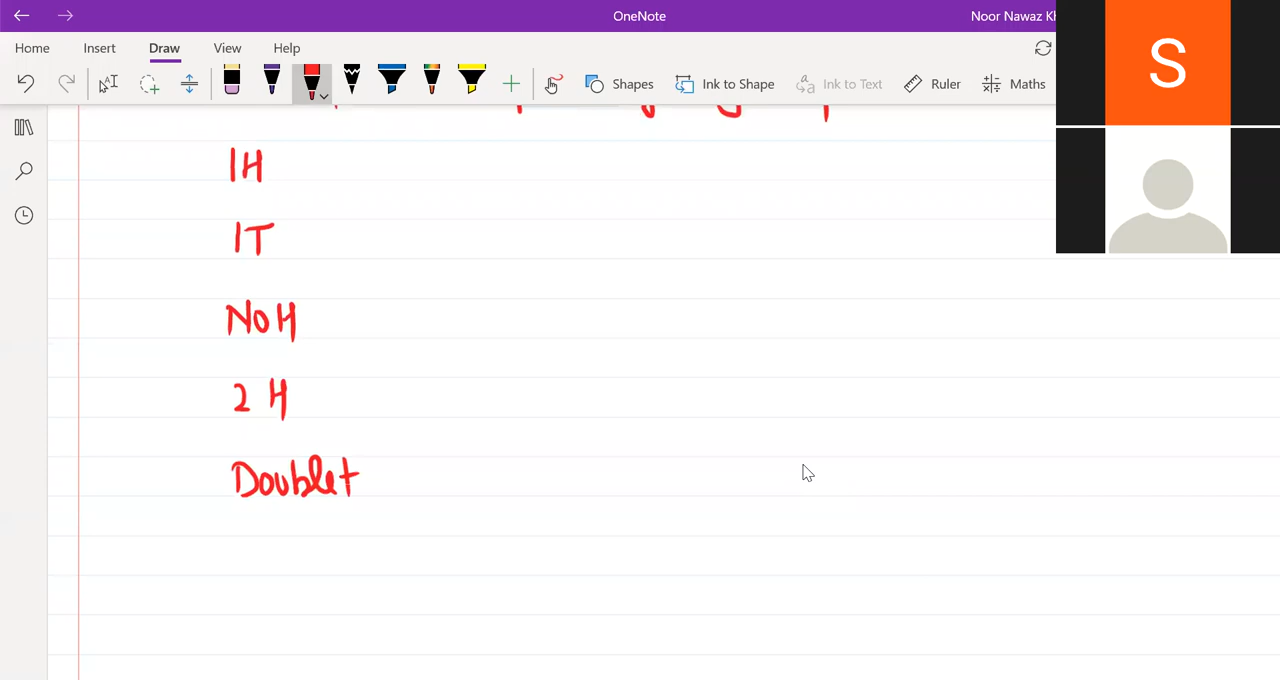 OneNote
Noor Nawaz Kh
Home Insert Draw View Help
Shapes Ink to Shape Ink to Text Ruler Maths
S
1H
1T
No H
2 H
Doublet